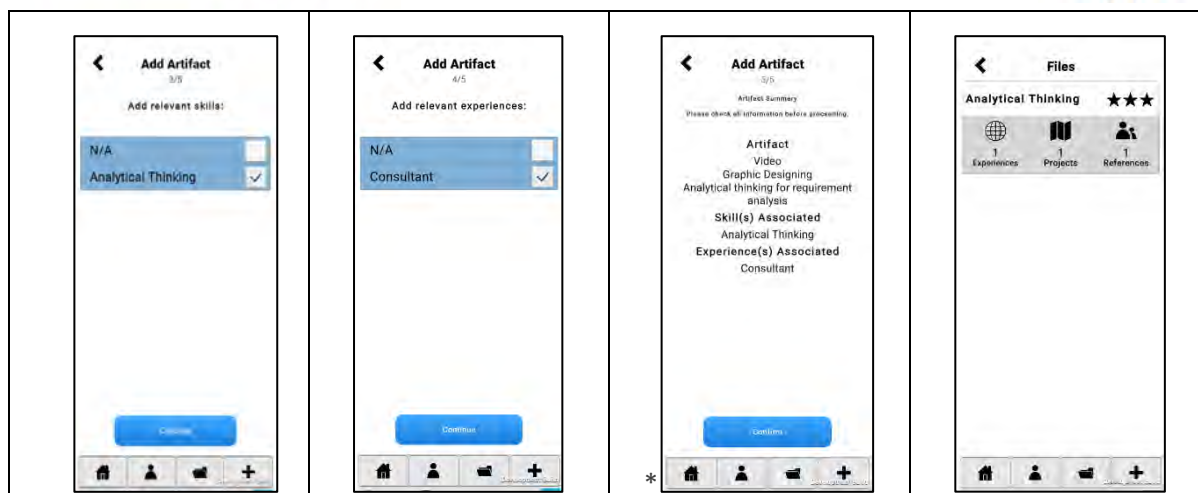 Add Artifact
3/5
Add relevant skills:
N/A
Analytical Thinking
Continue
Add Artifact
4/5
Add relevant experiences:
N/A
Consultant
Continue
Add Artifact
5/5
Artifact Summary
Please check all information before proceeding.
Artifact
Video
Graphic Designing
Analytical thinking for requirement
analysis
Skill(s) Associated
Analytical Thinking
Experience(s) Associated
Consultant
Confirm
*
Files
Analytical Thinking
1
Experiences
1
Projects
1
References